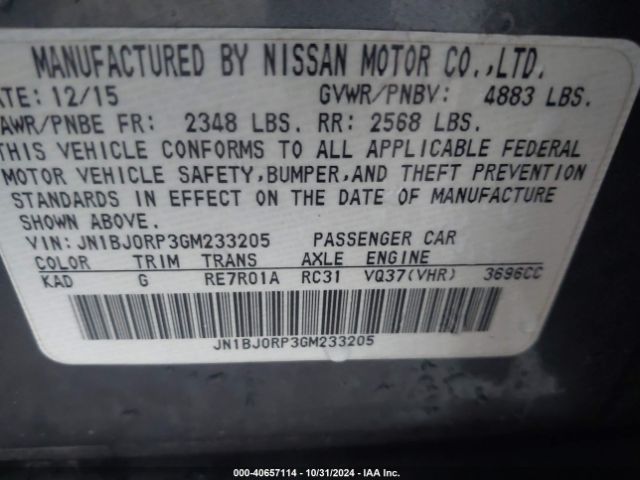 MANUFACTURED BY NISSAN MOTOR CO.,LTD.
ATE: 12/15 GVWR/PNBV: 4883 LBS.
AWR/PNBE FR: 2348 LBS. RR: 2568 LBS.
THIS VEHICLE CONFORMS TO ALL APPLICABLE FEDERAL
MOTOR VEHICLE SAFETY,BUMPER,AND THEFT PREVENTION
STANDARDS IN EFFECT ON THE DATE OF MANUFACTURE
SHOWN ABOVE.
VIN:JN1BJ0RP3GM233205 PASSENGER CAR
COLOR TRIM TRANS AXLE ENGINE
KAD G RE7R01A RC31 VQ37(VHR) 3696CC
JN1BJ0RP3GM233205
000-40657114 - 10/31/2024 - IAA Inc.